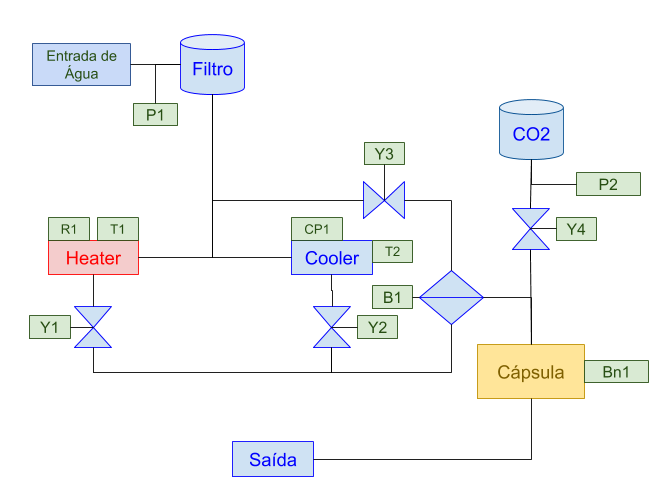 Entrada de
Água
Filtro
P1
CO2
Y3
P2
R1
T1
CP1
Y4
Heater
Cooler
T2
B1
Y1
Y2
Cápsula
Bn1
Saída